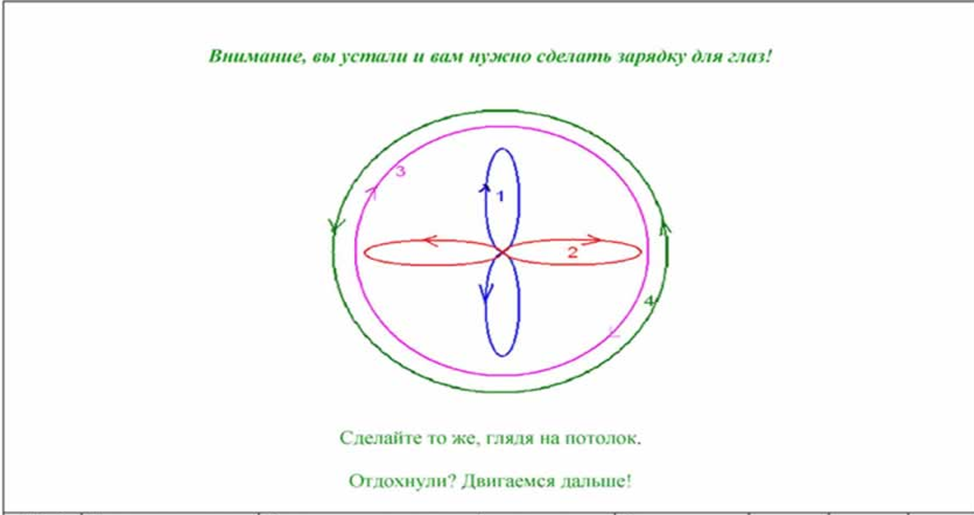 Внимание, вы устали и вам нужно сделать зарядку для глаз!
3
1
2
4
Сделайте то же, глядя на потолок.
Отдохнули? Двигаемся дальше!